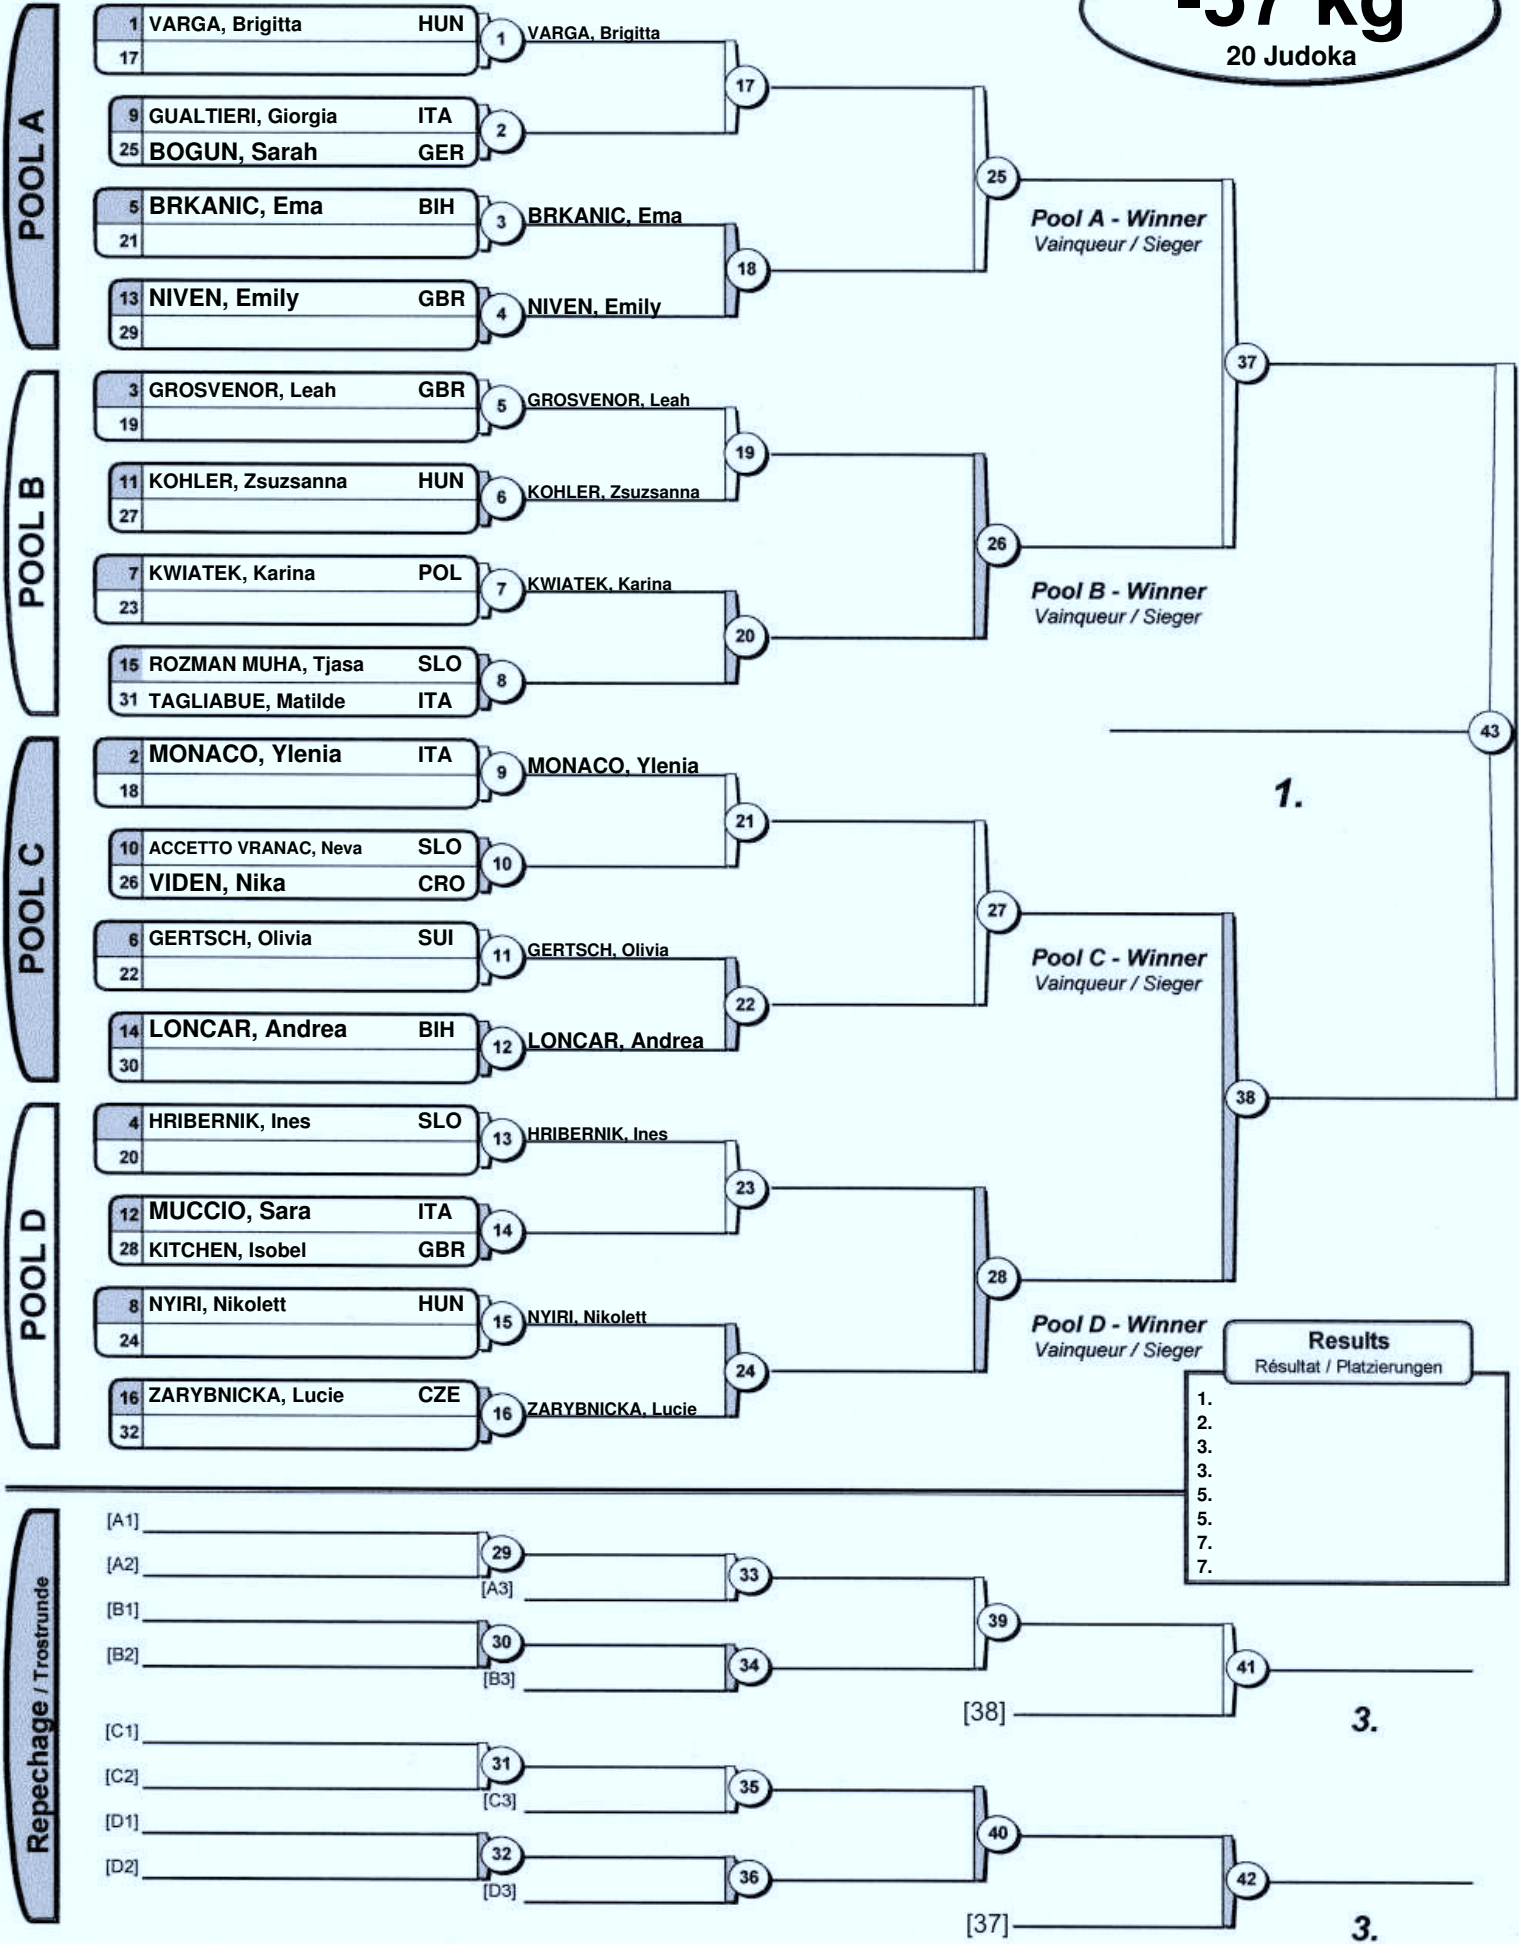 -57 kg
20 Judoka
POOL A
1 VARGA, Brigitta HUN
17
1 VARGA, Brigitta
9 GUALTIERI, Giorgia ITA
25 BOGUN, Sarah GER
2
17
5 BRKANIC, Ema BIH
21
3 BRKANIC, Ema
13 NIVEN, Emily GBR
29
4 NIVEN, Emily
18
25
Pool A - Winner
Vainqueur / Sieger
POOL B
3 GROSVENOR, Leah GBR
19
5 GROSVENOR, Leah
11 KOHLER, Zsuzsanna HUN
27
6 KOHLER, Zsuzsanna
19
7 KWIATEK, Karina POL
23
7 KWIATEK, Karina
15 ROZMAN MUHA, Tjasa SLO
31 TAGLIABUE, Matilde ITA
8
20
26
Pool B - Winner
Vainqueur / Sieger
37
43
1.
POOL C
2 MONACO, Ylenia ITA
18
9 MONACO, Ylenia
10 ACCETTO VRANAC, Neva SLO
26 VIDEN, Nika CRO
10
21
6 GERTSCH, Olivia SUI
22
11 GERTSCH, Olivia
14 LONCAR, Andrea BIH
30
12 LONCAR, Andrea
22
27
Pool C - Winner
Vainqueur / Sieger
POOL D
4 HRIBERNIK, Ines SLO
20
13 HRIBERNIK, Ines
12 MUCCIO, Sara ITA
28 KITCHEN, Isobel GBR
14
23
8 NYIRI, Nikolett HUN
24
15 NYIRI, Nikolett
16 ZARYBNICKA, Lucie CZE
32
16 ZARYBNICKA, Lucie
24
28
Pool D - Winner
Vainqueur / Sieger
38
Results
Résultat / Platzierungen
1.
2.
3.
3.
5.
5.
7.
7.
Repechage / Trostrunde
[A1]
[A2]
29
[A3]
33
[B1]
[B2]
30
[B3]
34
39
[38]
41
3.
[C1]
[C2]
31
[C3]
35
[D1]
[D2]
32
[D3]
36
40
[37]
42
3.